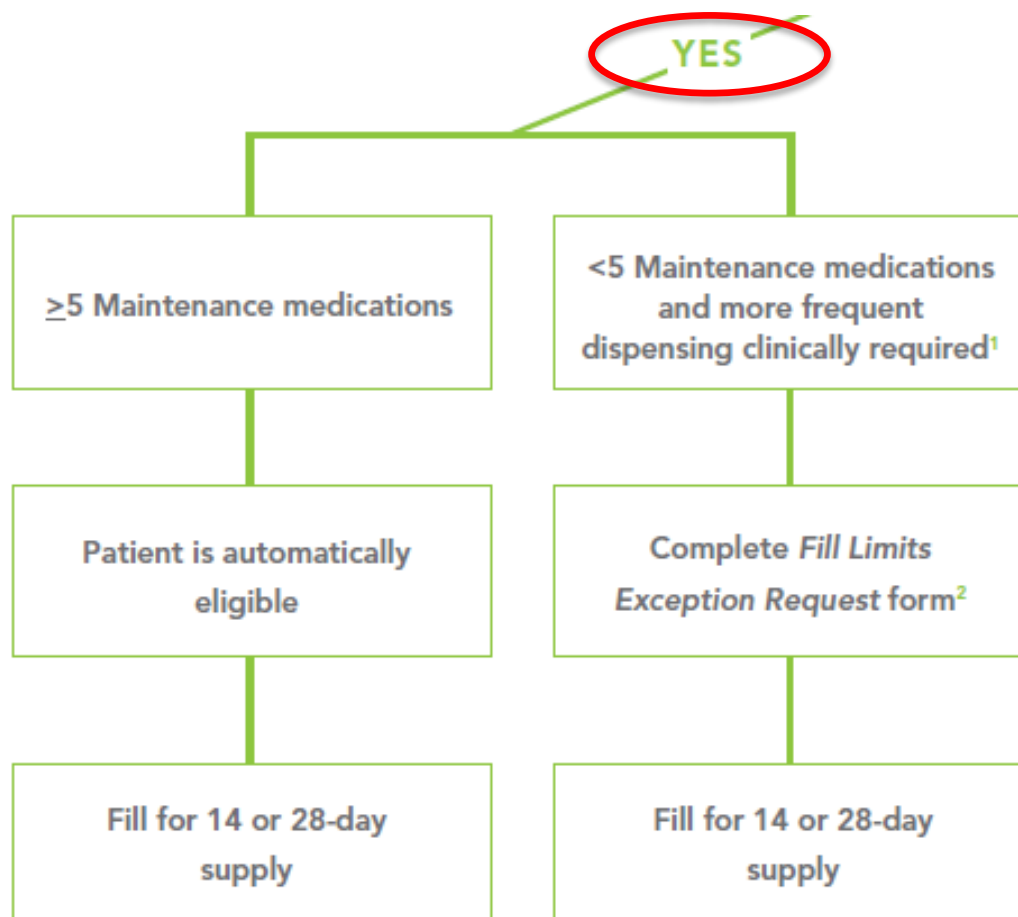 YES
≥5 Maintenance medications
<5 Maintenance medications
and more frequent
dispensing clinically required¹
Patient is automatically
eligible
Complete Fill Limits
Exception Request form²
Fill for 14 or 28-day
supply
Fill for 14 or 28-day
supply